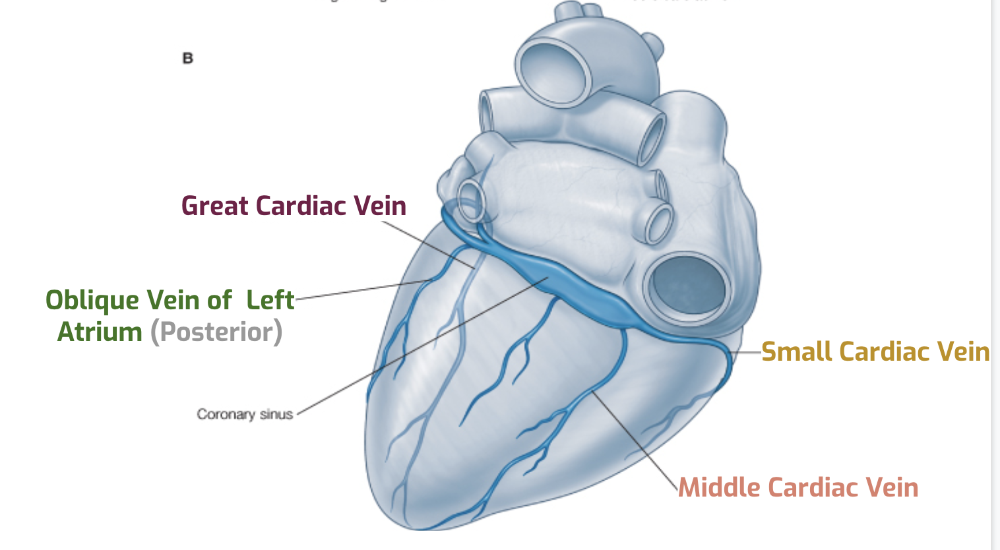 B
Great Cardiac Vein
Oblique Vein of  Left
Atrium (Posterior)
Coronary sinus
Small Cardiac Vein
Middle Cardiac Vein